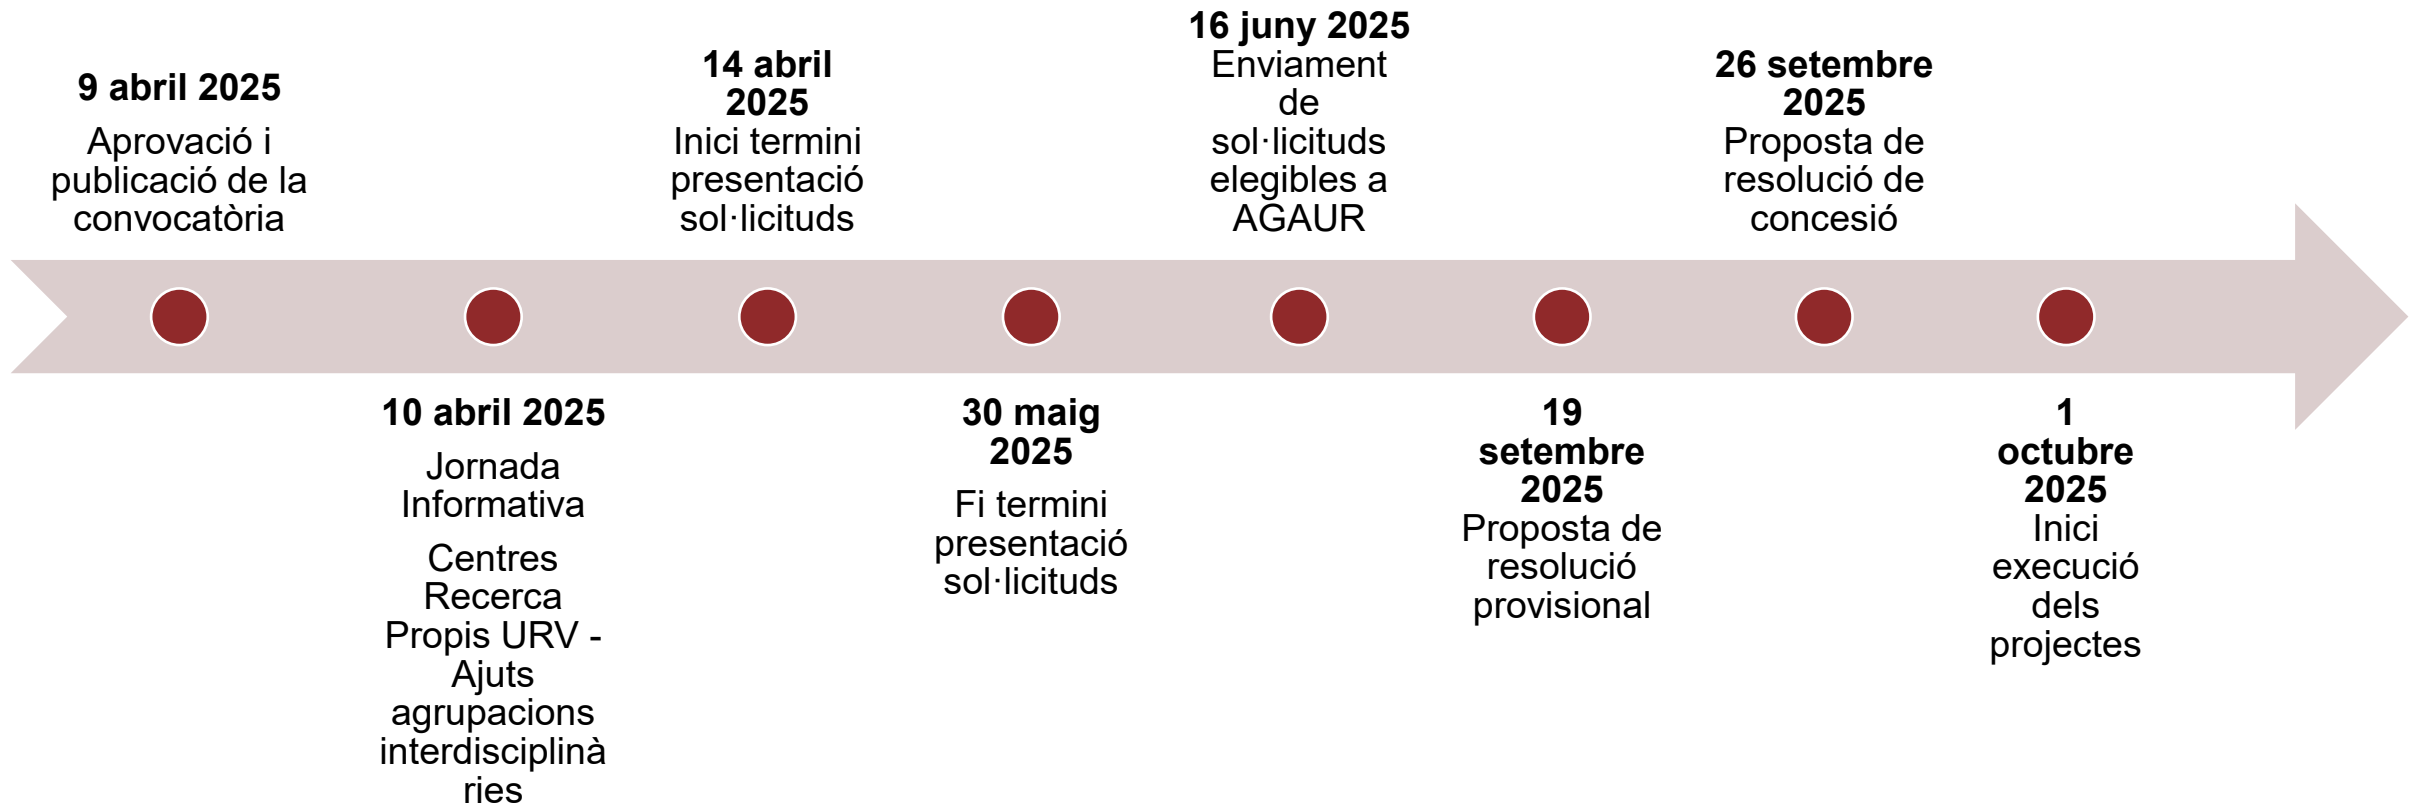 9 abril 2025
Aprovació i
publicació de la
convocatòria
10 abril 2025
Jornada
Informativa
Centres
Recerca
Propis URV -
Ajuts
agrupacions
interdisciplinà
ries
14 abril
2025
Inici termini
presentació
sol·licituds
30 maig
2025
Fi termini
presentació
sol·licituds
16 juny 2025
Enviament
de
sol·licituds
elegibles a
AGAUR
19
setembre
2025
Proposta de
resolució
provisional
26 setembre
2025
Proposta de
resolució de
concesió
1
octubre
2025
Inici
execució
dels
projectes